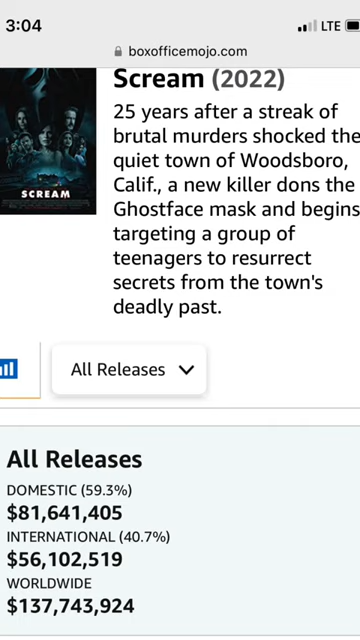 3:04
LTE
boxofficemojo.com
Scream (2022)
SCREAM
25 years after a streak of
brutal murders shocked the
quiet town of Woodsboro,
Calif., a new killer dons the
Ghostface mask and begins
targeting a group of
teenagers to resurrect
secrets from the town's
deadly past.
All Releases
All Releases
DOMESTIC (59.3%)
$81,641,405
INTERNATIONAL (40.7%)
$56,102,519
WORLDWIDE
$137,743,924